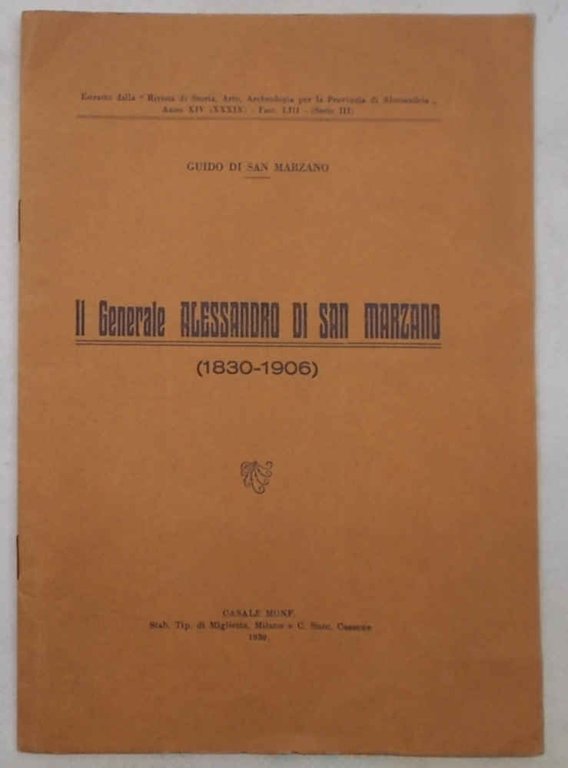 Estratto dalla " Rivista di Storia, Arte, Archeologia per la Provincia di Alessandria „
Anno XIV (XXXIX) - Fasc. LIII - (Serie III)
GUIDO DI SAN MARZANO
Il Generale ALESSANDRO DI SAN MARZANO
(1830-1906)
CASALE MONF.
Stab. Tip. di Miglietta, Milano e C. Succ. Cassone
1930